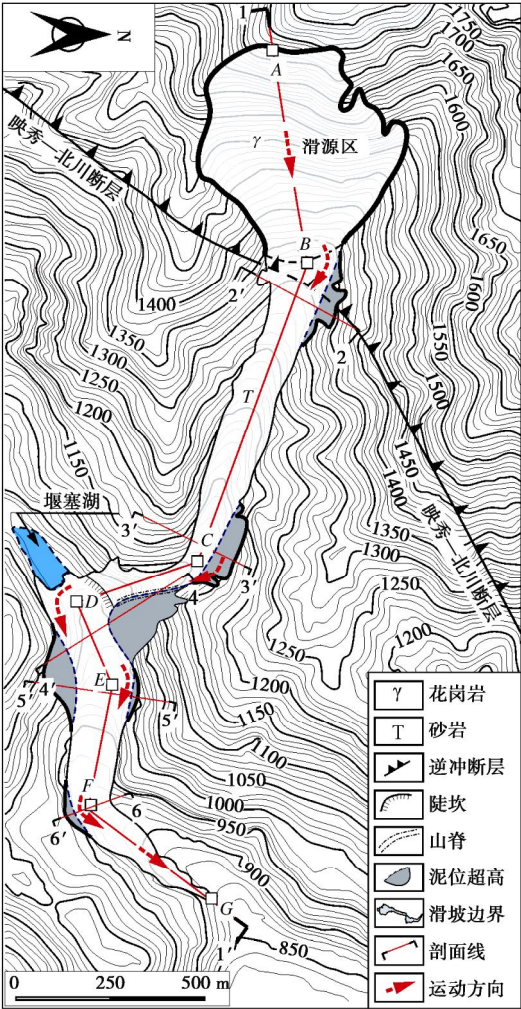 N
1
1750
1700
1650
1600
A
γ
滑源区
映秀—北川断层
B
1650
1600
1400
2′
1350
1300
1250
1200
2
1550
1500
T
1450
1400
1150
堰塞湖
3′
1350
1300
映秀—北川断层
C
3′
4
1250
1200
D
1250
1200
E
1150
5′
4′
5′
1100
1050
F
6
1000
950
6′
900
G
1′
850
0 250 500 m
γ 花岗岩
T 砂岩
逆冲断层
陡坎
山脊
泥位超高
滑坡边界
剖面线
运动方向